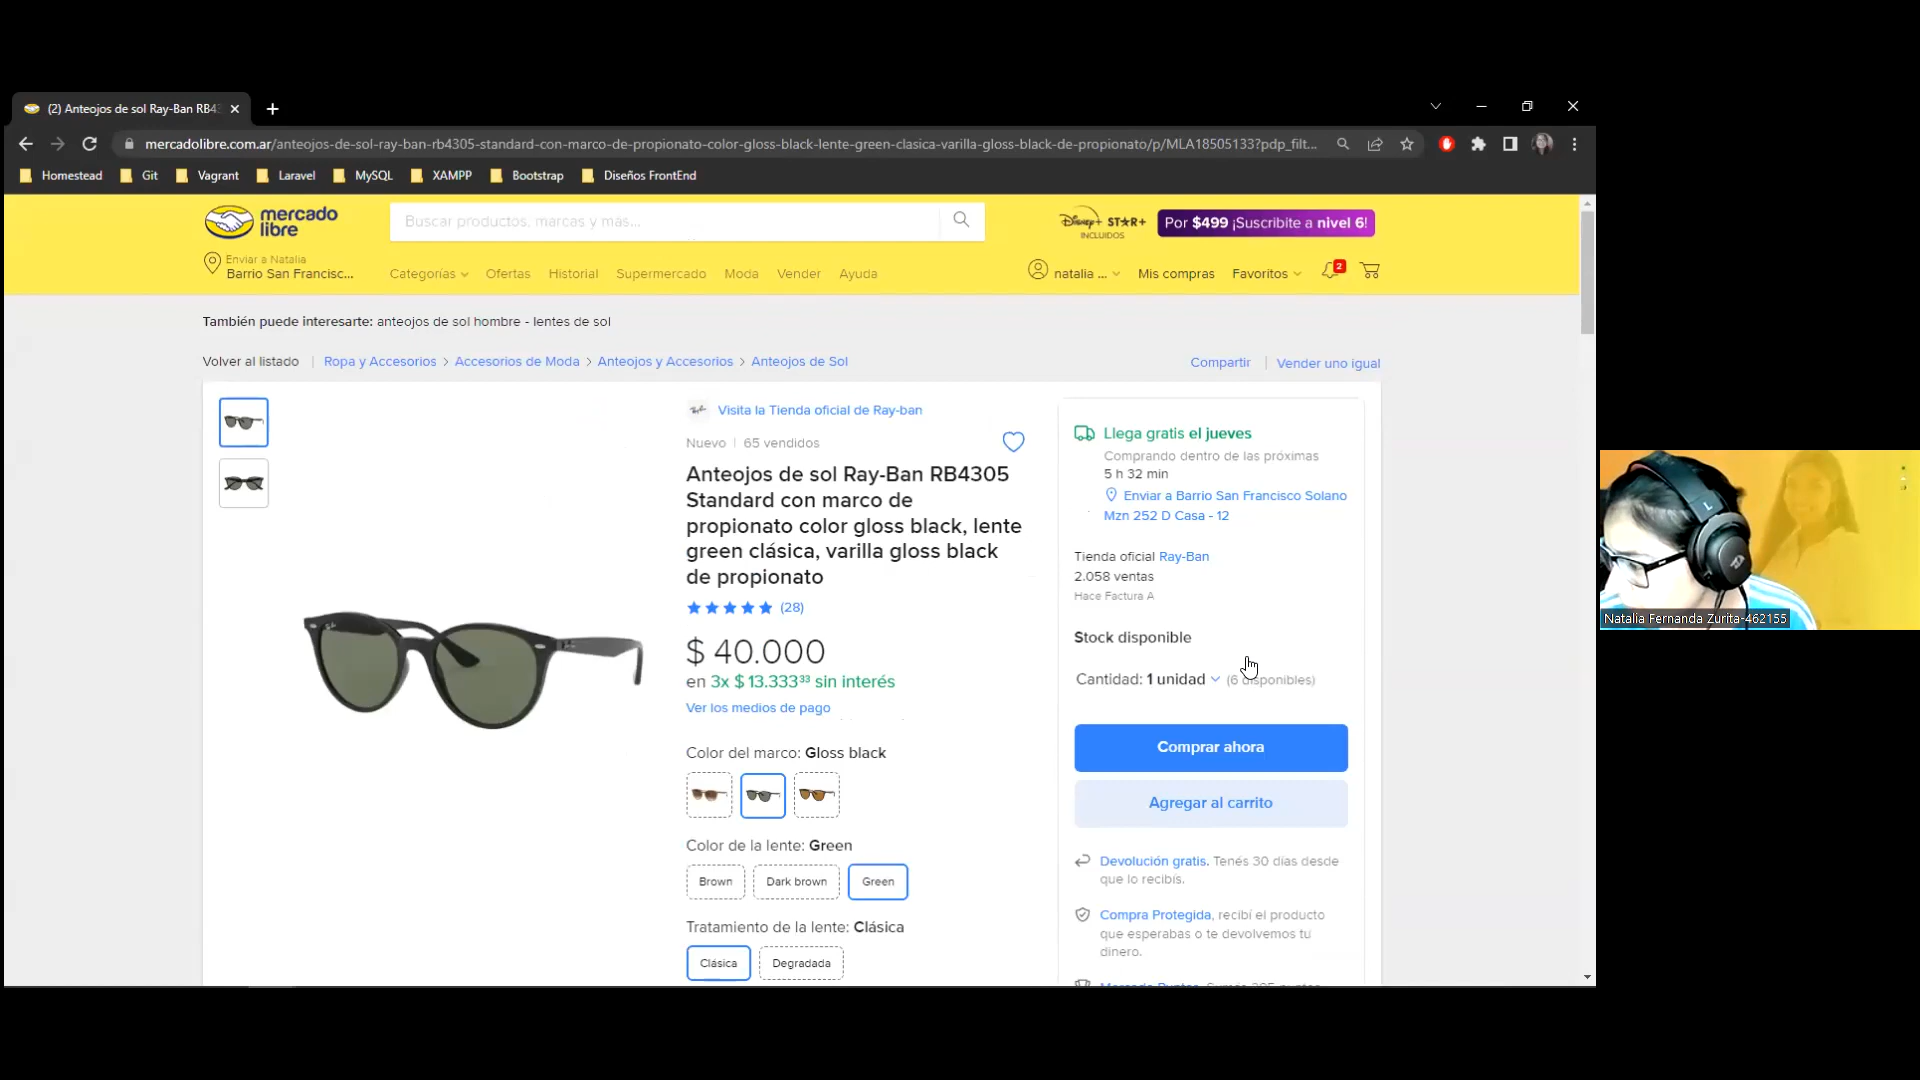 (2) Anteojos de sol Ray-Ban RB43
mercadolibre.com.ar/anteojos-de-sol-ray-ban-rb4305-standard-con-marco-de-propionato-color-gloss-black-lente-green-clasica-varilla-gloss-black-de-propionato/p/MLA18505133?pdp_filt...
Homestead Git Vagrant Laravel MySQL XAMPP Bootstrap Diseños FrontEnd
mercado
libre
Buscar productos, marcas y más...
Disney+ STAR+
INCLUIDOS
Por $499 ¡Suscribite a nivel 6!
Enviar a Natalia
Barrio San Francisc...
Categorías Ofertas Historial Supermercado Moda Vender Ayuda
natalia ... Mis compras Favoritos 2
También puede interesarte: anteojos de sol hombre - lentes de sol
Volver al listado | Ropa y Accesorios > Accesorios de Moda > Anteojos y Accesorios > Anteojos de Sol
Compartir | Vender uno igual
Visita la Tienda oficial de Ray-ban
Nuevo | 65 vendidos
Anteojos de sol Ray-Ban RB4305
Standard con marco de
propionato color gloss black, lente
green clásica, varilla gloss black
de propionato
(28)
$ 40.000
en 3x $ 13.333³³ sin interés
Ver los medios de pago
Color del marco: Gloss black
Color de la lente: Green
Brown Dark brown Green
Tratamiento de la lente: Clásica
Clásica Degradada
Llega gratis el jueves
Comprando dentro de las próximas
5 h 32 min
Enviar a Barrio San Francisco Solano
Mzn 252 D Casa - 12
Tienda oficial Ray-Ban
2.058 ventas
Hace Factura A
Stock disponible
Cantidad: 1 unidad (6 disponibles)
Comprar ahora
Agregar al carrito
Devolución gratis. Tenés 30 días desde
que lo recibís.
Compra Protegida, recibí el producto
que esperabas o te devolvemos tu
dinero.
Natalia Fernanda Zurita-462155